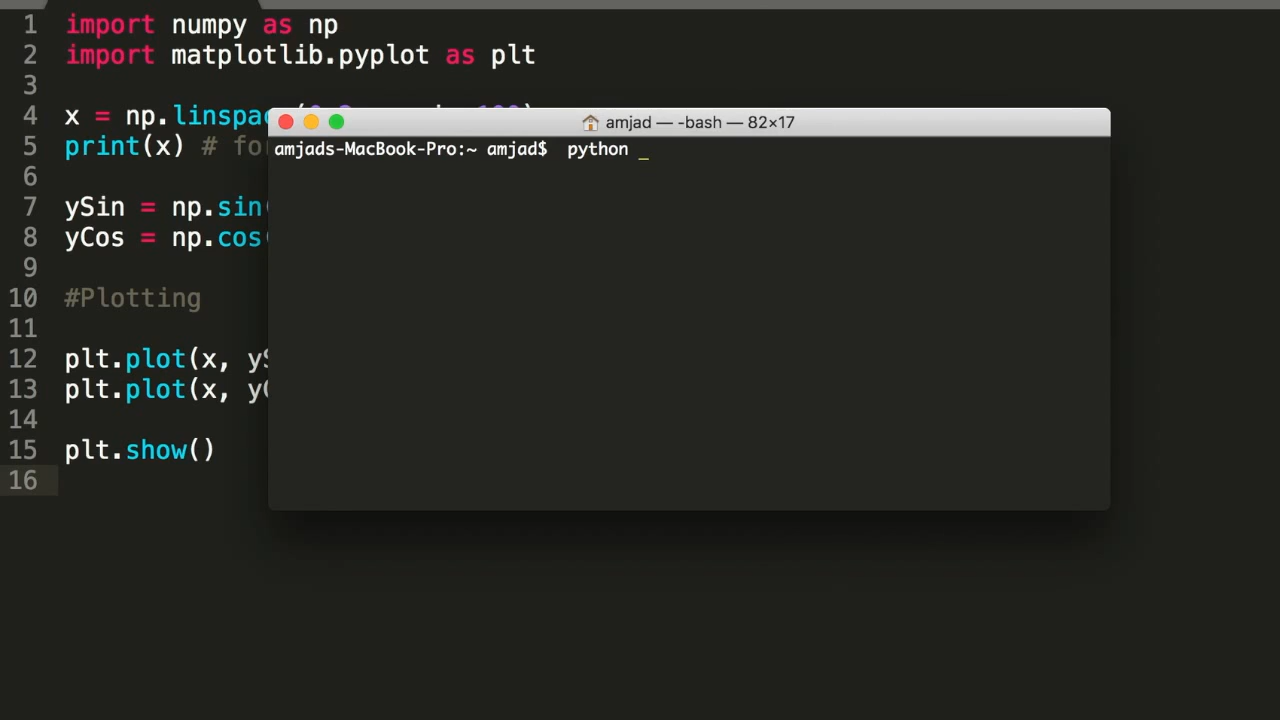 1 import numpy as np
2 import matplotlib.pyplot as plt
3
4 x = np.linspac
5 print(x) # fo
6
7 ySin = np.sin
8 yCos = np.cos
9
10 #Plotting
11
12 plt.plot(x, yS
13 plt.plot(x, yC
14
15 plt.show()
16
amjad — -bash — 82×17
amjads-MacBook-Pro:~ amjad$ python _